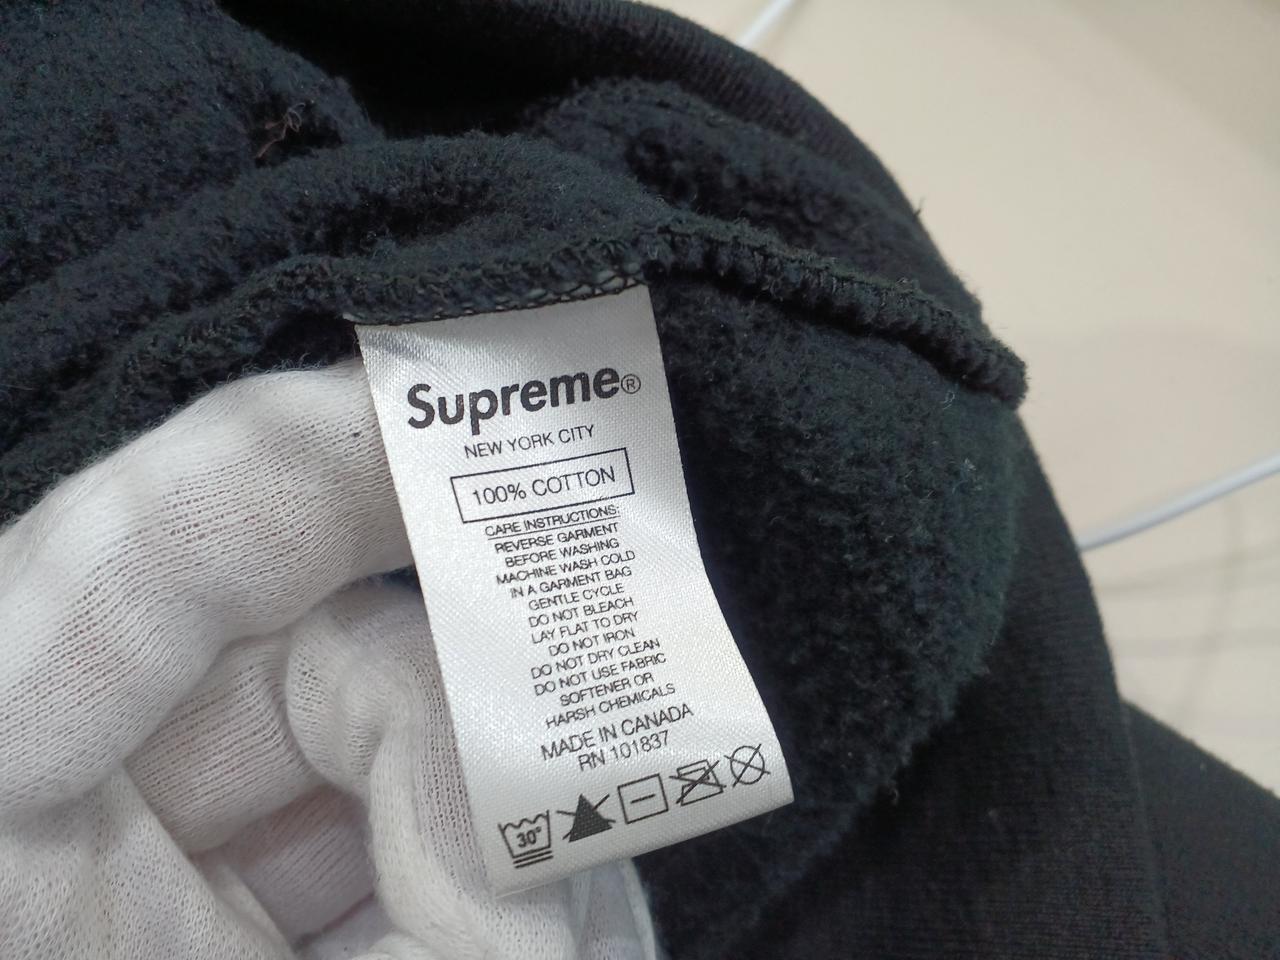 Supreme®
NEW YORK CITY
100% COTTON
CARE INSTRUCTIONS:
REVERSE GARMENT
BEFORE WASHING
MACHINE WASH COLD
IN A GARMENT BAG
GENTLE CYCLE
DO NOT BLEACH
LAY FLAT TO DRY
DO NOT IRON
DO NOT DRY CLEAN
DO NOT USE FABRIC
SOFTENER OR
HARSH CHEMICALS
MADE IN CANADA
RN 101837
30°